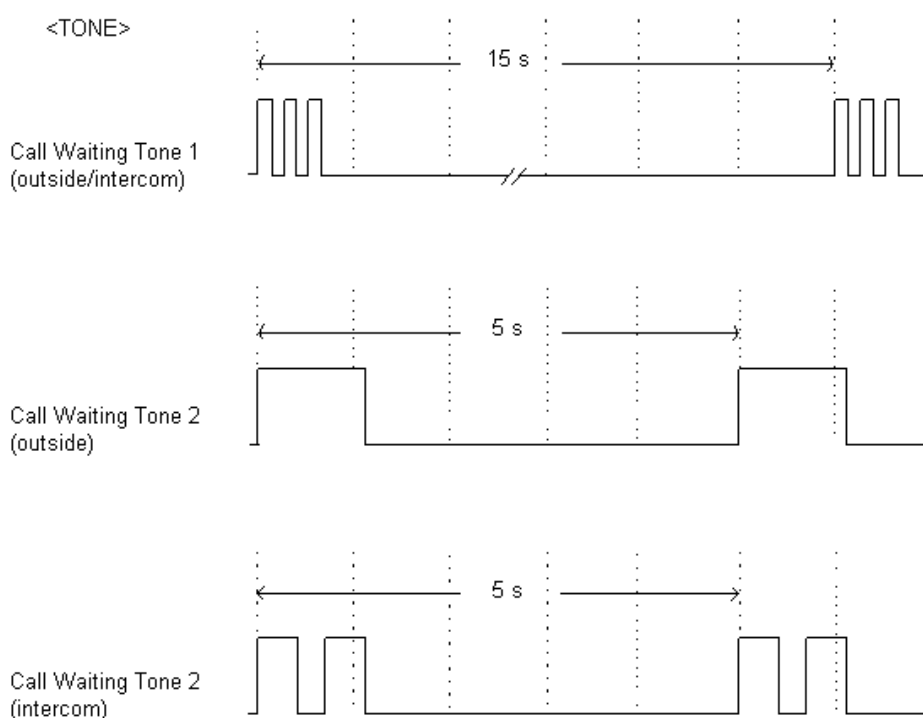 <TONE>
15 s
Call Waiting Tone 1
(outside/intercom)
5 s
Call Waiting Tone 2
(outside)
5 s
Call Waiting Tone 2
(intercom)